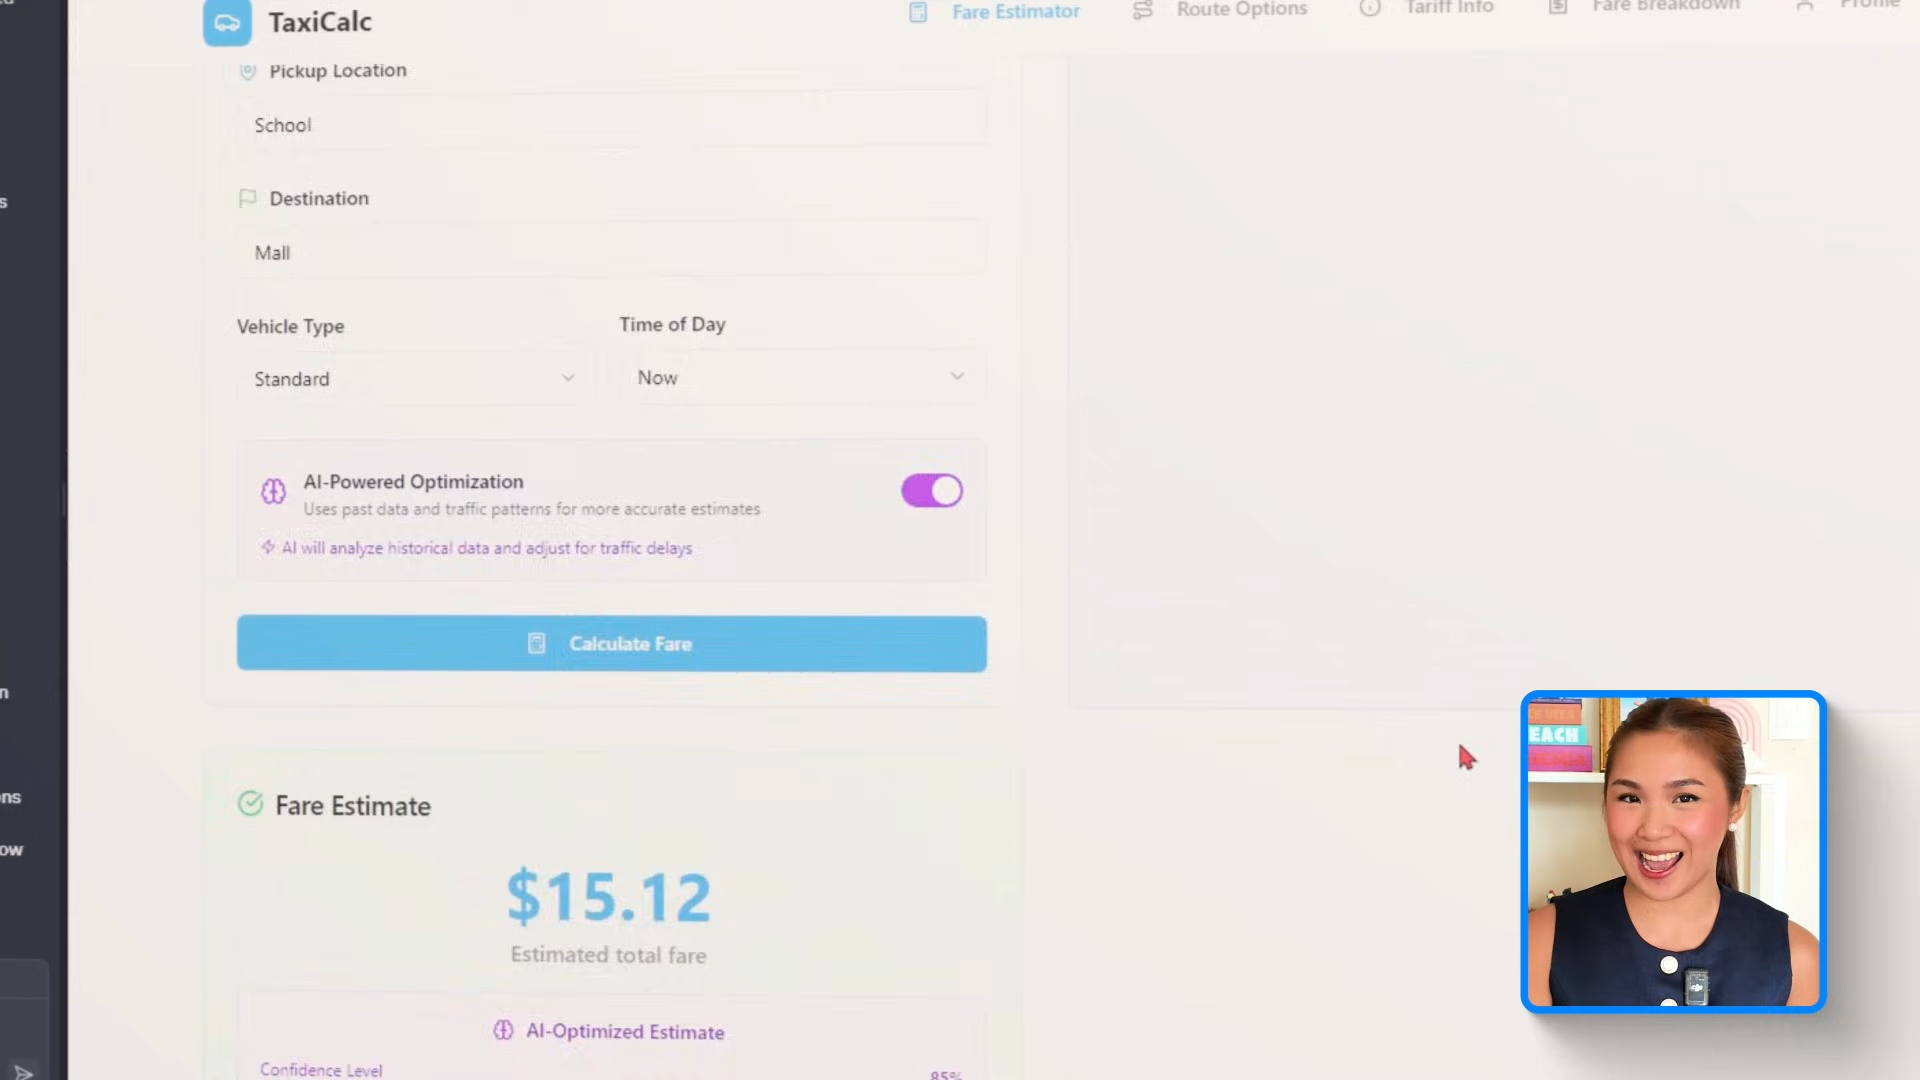 TaxiCalc
Fare Estimator
Route Options
Tariff Info
Fare Breakdown
Profile
Pickup Location
School
Destination
Mall
Vehicle Type
Time of Day
Standard
Now
AI-Powered Optimization
Uses past data and traffic patterns for more accurate estimates
AI will analyze historical data and adjust for traffic delays
Calculate Fare
Fare Estimate
$15.12
Estimated total fare
AI-Optimized Estimate
Confidence Level
85%
s
n
ns
ow
EACH